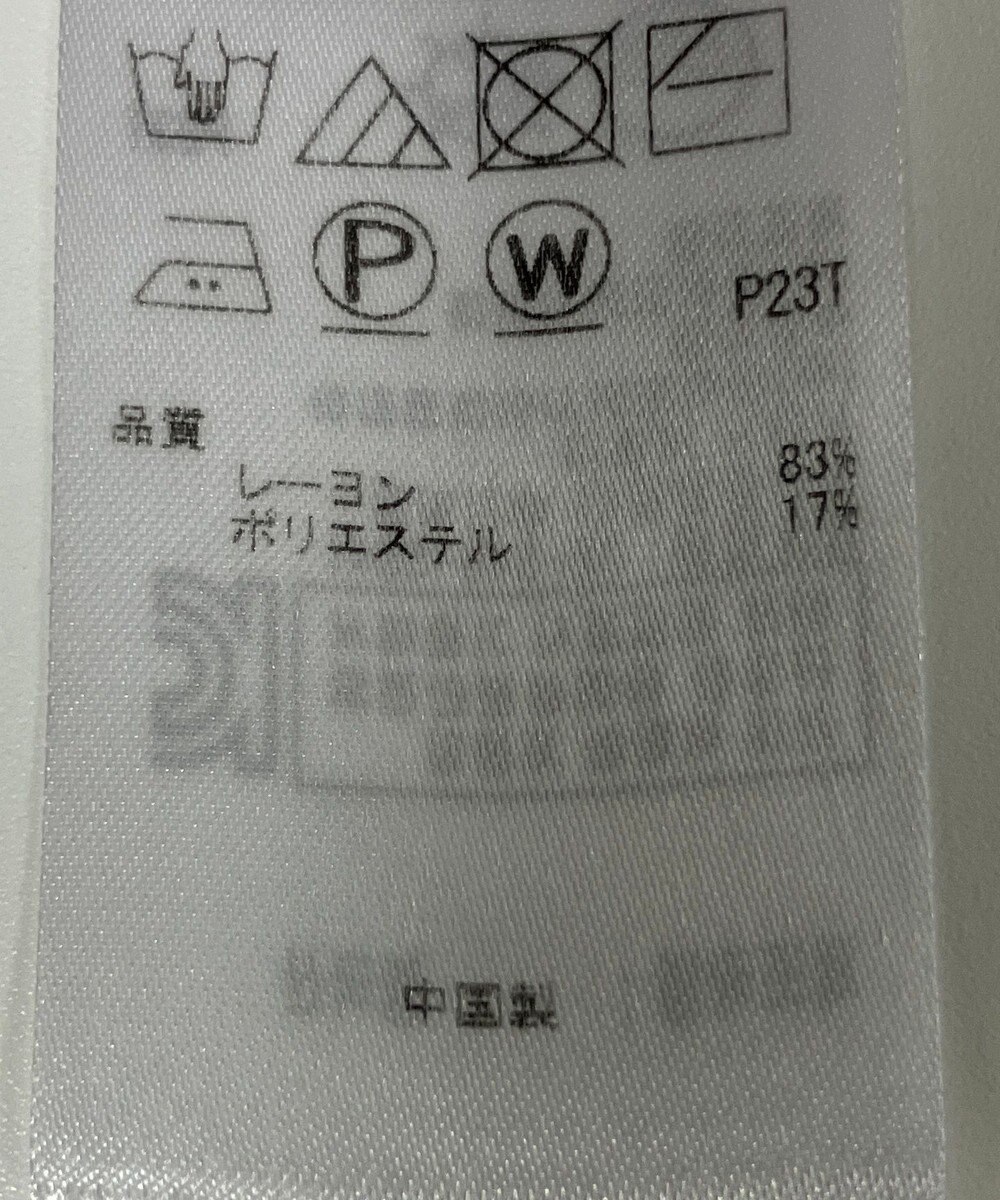 P W P23T
品質
レーヨン 83%
ポリエステル 17%
中国製